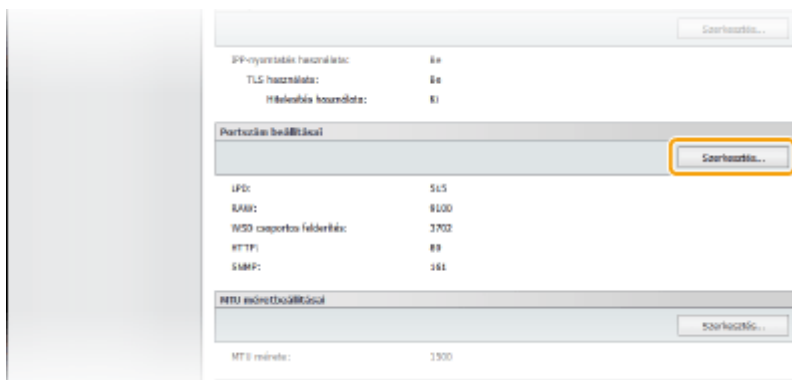 Szerkesztés...
IPP-nyomtatás használata: Be
TLS használata: Be
Hitelesítés használata: Ki
Portszám beállításai
Szerkesztés...
LPD: 515
RAW: 9100
WSD csoportos felderítés: 3702
HTTP: 80
SNMP: 161
MTU méretbeállításai
Szerkesztés...
MTU mérete: 1500